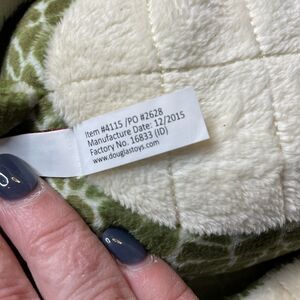 Item #4115 /PO #2628
Manufacture Date: 12/2015
Factory No. 16833 (ID)
www.douglastoys.com